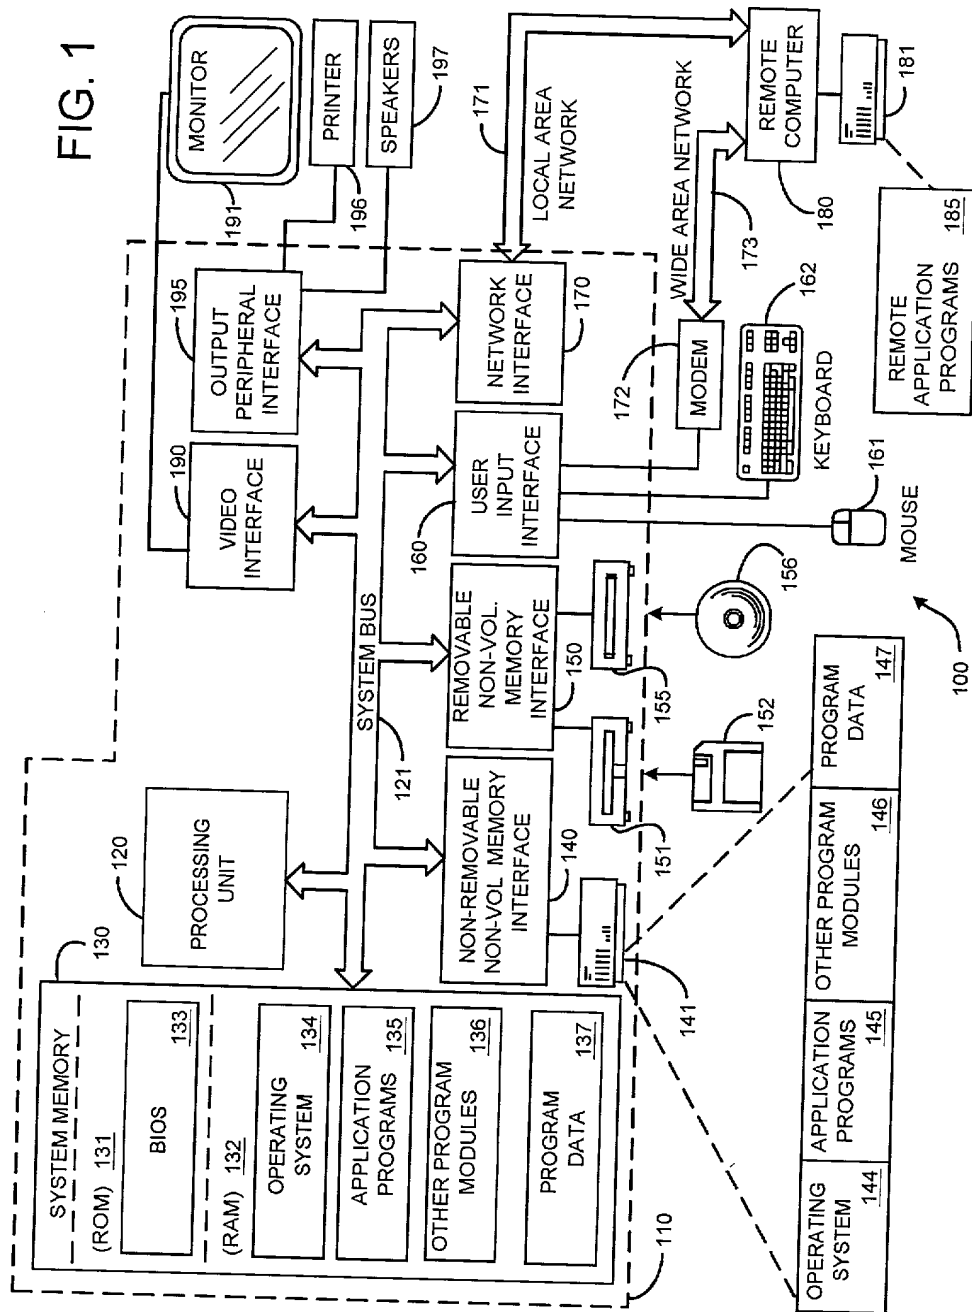 FIG. 1
SYSTEM MEMORY
130
(ROM) 131
BIOS
133
(RAM) 132
OPERATING
SYSTEM 134
APPLICATION
PROGRAMS 135
OTHER PROGRAM
MODULES 136
PROGRAM
DATA 137
110
120
PROCESSING
UNIT
SYSTEM BUS
121
190
VIDEO
INTERFACE
195
OUTPUT
PERIPHERAL
INTERFACE
MONITOR
191
PRINTER
196
SPEAKERS
197
NON-REMOVABLE
NON-VOL MEMORY
INTERFACE
140
REMOVABLE
NON-VOL.
MEMORY
INTERFACE 150
160
USER
INPUT
INTERFACE
NETWORK
INTERFACE
170
171
LOCAL AREA
NETWORK
WIDE AREA NETWORK
173
172
MODEM
141
151
155
152
156
162
KEYBOARD
161
MOUSE
180
REMOTE
COMPUTER
181
REMOTE
APPLICATION
PROGRAMS 185
OPERATING
SYSTEM 144
APPLICATION
PROGRAMS 145
OTHER PROGRAM
MODULES 146
PROGRAM
DATA 147
100